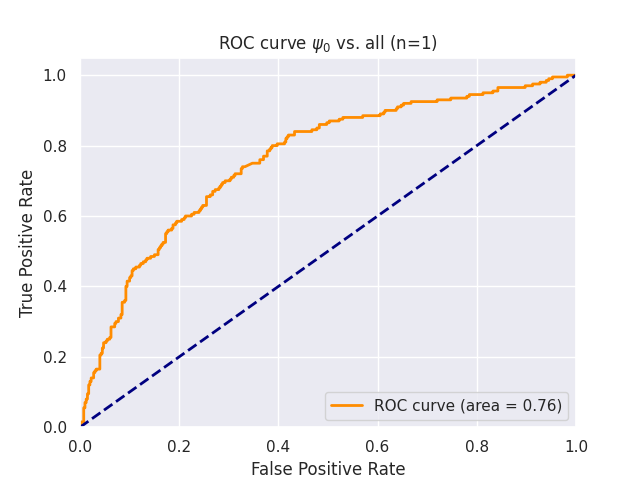 ROC curve ψ₀ vs. all (n=1)
True Positive Rate
1.0
0.8
0.6
0.4
0.2
0.0
0.0 0.2 0.4 0.6 0.8 1.0
False Positive Rate
ROC curve (area = 0.76)